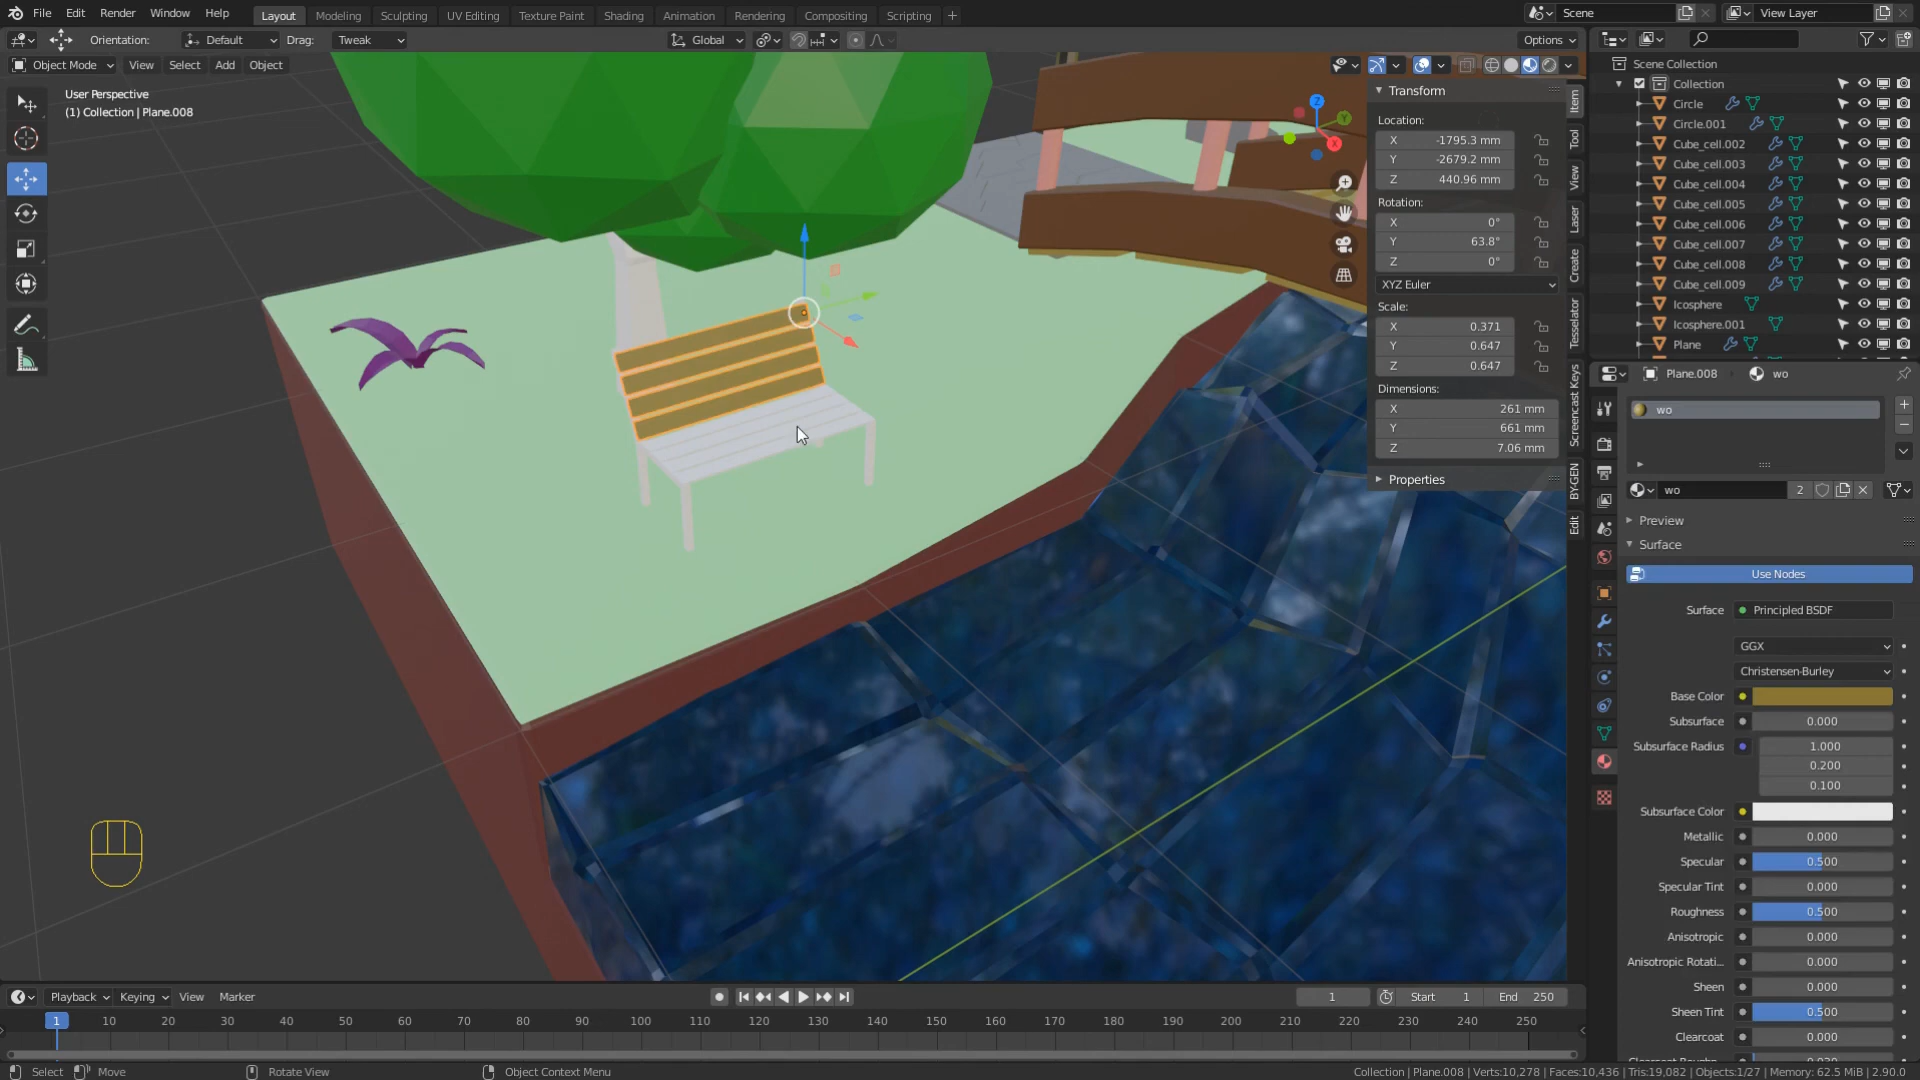 File Edit Render Window Help Layout Modeling Sculpting UV Editing Texture Paint Shading Animation Rendering Compositing Scripting + Scene View Layer
Orientation: Default Drag: Tweak Global Options
Object Mode View Select Add Object
User Perspective
(1) Collection | Plane.008
Transform
Location:
X -1795.3 mm
Y -2679.2 mm
Z 440.96 mm
Rotation:
X 0°
Y 63.8°
Z 0°
XYZ Euler
Scale:
X 0.371
Y 0.647
Z 0.647
Dimensions:
X 261 mm
Y 661 mm
Z 7.06 mm
Properties
Item
Tool
View
Laser
Create
Tesselator
Screencast Keys
BY-GEN
Edit
Z
Y
X
Scene Collection
Collection
Circle
Circle.001
Cube_cell.002
Cube_cell.003
Cube_cell.004
Cube_cell.005
Cube_cell.006
Cube_cell.007
Cube_cell.008
Cube_cell.009
Icosphere
Icosphere.001
Plane
Plane.008 wo
wo
wo 2
Preview
Surface
Use Nodes
Surface Principled BSDF
GGX
Christensen-Burley
Base Color
Subsurface 0.000
Subsurface Radius 1.000
0.200
0.100
Subsurface Color
Metallic 0.000
Specular 0.500
Specular Tint 0.000
Roughness 0.500
Anisotropic 0.000
Anisotropic Rotati... 0.000
Sheen 0.000
Sheen Tint 0.500
Clearcoat 0.000
Playback Keying View Marker 1 Start 1 End 250
1 10 20 30 40 50 60 70 80 90 100 110 120 130 140 150 160 170 180 190 200 210 220 230 240 250
Select Move Rotate View Object Context Menu Collection | Plane.008 | Verts:10,278 | Faces:10,436 | Tris:19,082 | Objects:1/27 | Memory: 62.5 MiB | 2.90.0